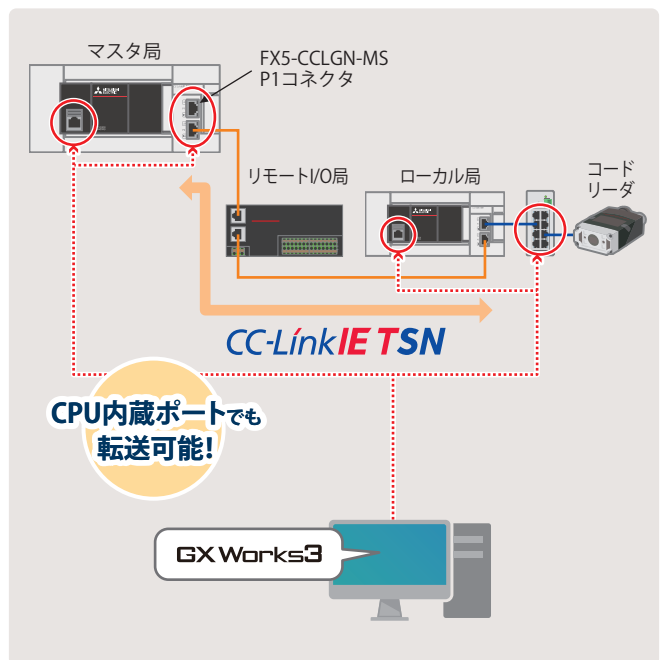 マスタ局
FX5-CCLGN-MS
P1コネクタ
リモートI/O局
ローカル局
コード
リーダ
CC-Link IE TSN
CPU内蔵ポートでも
転送可能!
GX Works3